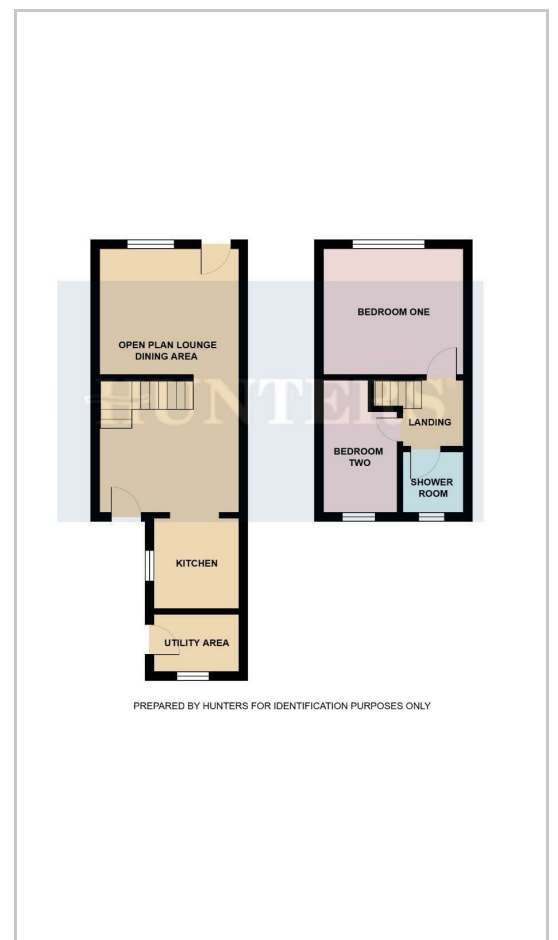 OPEN PLAN LOUNGE
DINING AREA
KITCHEN
UTILITY AREA
BEDROOM ONE
LANDING
BEDROOM
TWO
SHOWER
ROOM
HUNTERS
PREPARED BY HUNTERS FOR IDENTIFICATION PURPOSES ONLY